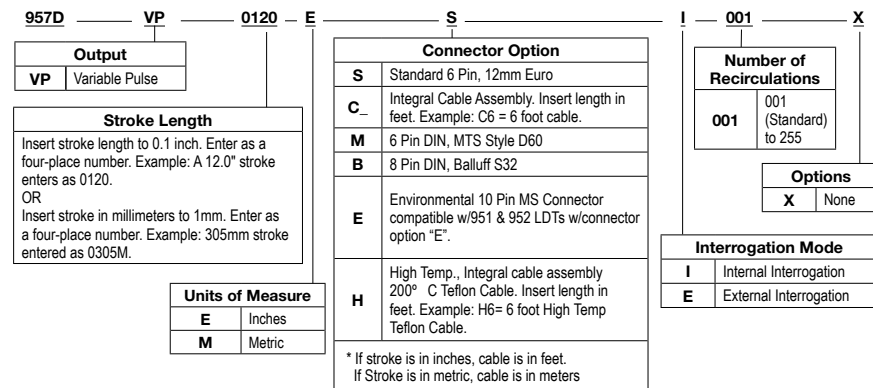 957D VP 0120 E S I 001 X
Output
VP Variable Pulse
Stroke Length
Insert stroke length to 0.1 inch. Enter as a
four-place number. Example: A 12.0" stroke
enters as 0120.
OR
Insert stroke in millimeters to 1mm. Enter as
a four-place number. Example: 305mm stroke
entered as 0305M.
Units of Measure
E Inches
M Metric
Connector Option
S Standard 6 Pin, 12mm Euro
C_ Integral Cable Assembly. Insert length in
feet. Example: C6 = 6 foot cable.
M 6 Pin DIN, MTS Style D60
B 8 Pin DIN, Balluff S32
E Environmental 10 Pin MS Connector
compatible w/951 & 952 LDTs w/connector
option “E”.
H High Temp., Integral cable assembly
200º C Teflon Cable. Insert length in
feet. Example: H6= 6 foot High Temp
Teflon Cable.
* If stroke is in inches, cable is in feet.
If Stroke is in metric, cable is in meters
Number of
Recirculations
001 001
(Standard)
to 255
Options
X None
Interrogation Mode
I Internal Interrogation
E External Interrogation